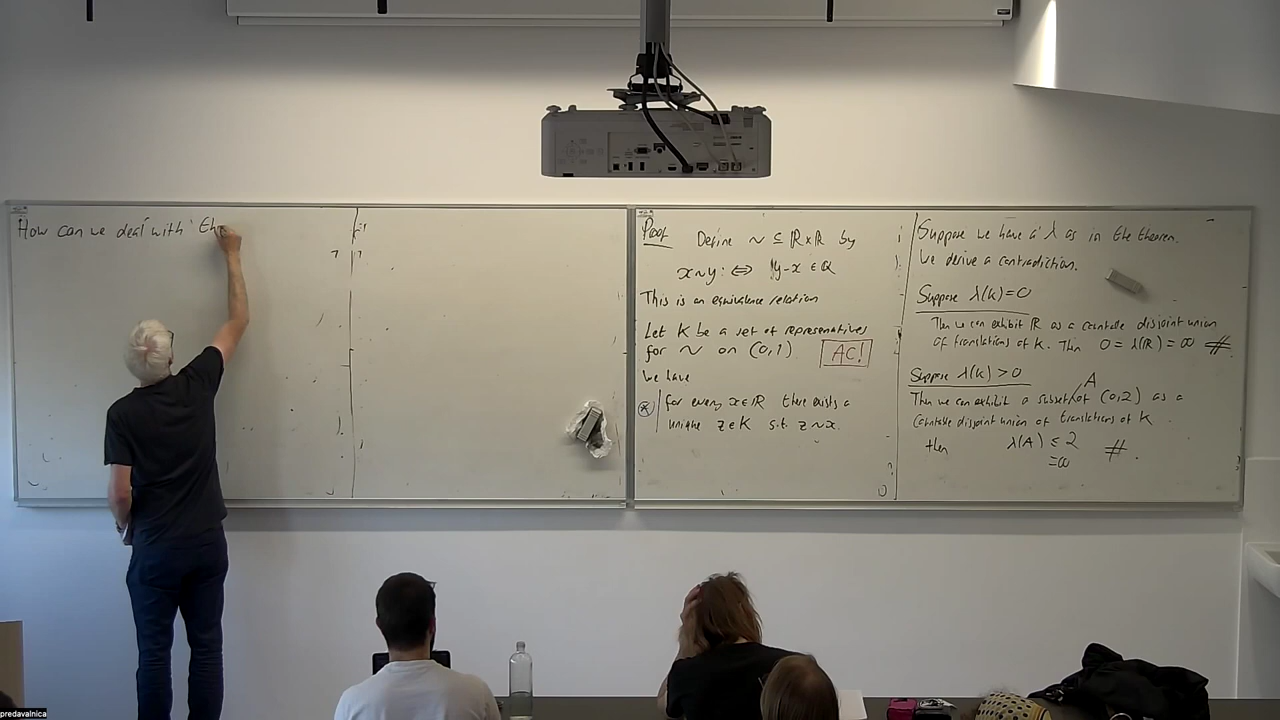 How can we deal with th
Proof
Define ~ ⊆ ℝ×ℝ by
x~y :⇔ y-x ∈ ℚ
This is an equivalence relation
Let K be a set of representatives
for ~ on (0,1)
AC!
We have
(*) for every x∈ℝ there exists a
unique z∈K s.t. z~x.
Suppose we have a λ as in the theorem.
We derive a contradiction.
Suppose λ(K)=0
Then we can exhibit ℝ as a countable disjoint union
of translations of K. Then 0 = λ(ℝ) = ∞ #
Suppose λ(K) > 0
Then we can exhibit a subset A of (0,2) as a
countable disjoint union of translations of K
then λ(A) ≤ 2 #.
=∞
predavalnica